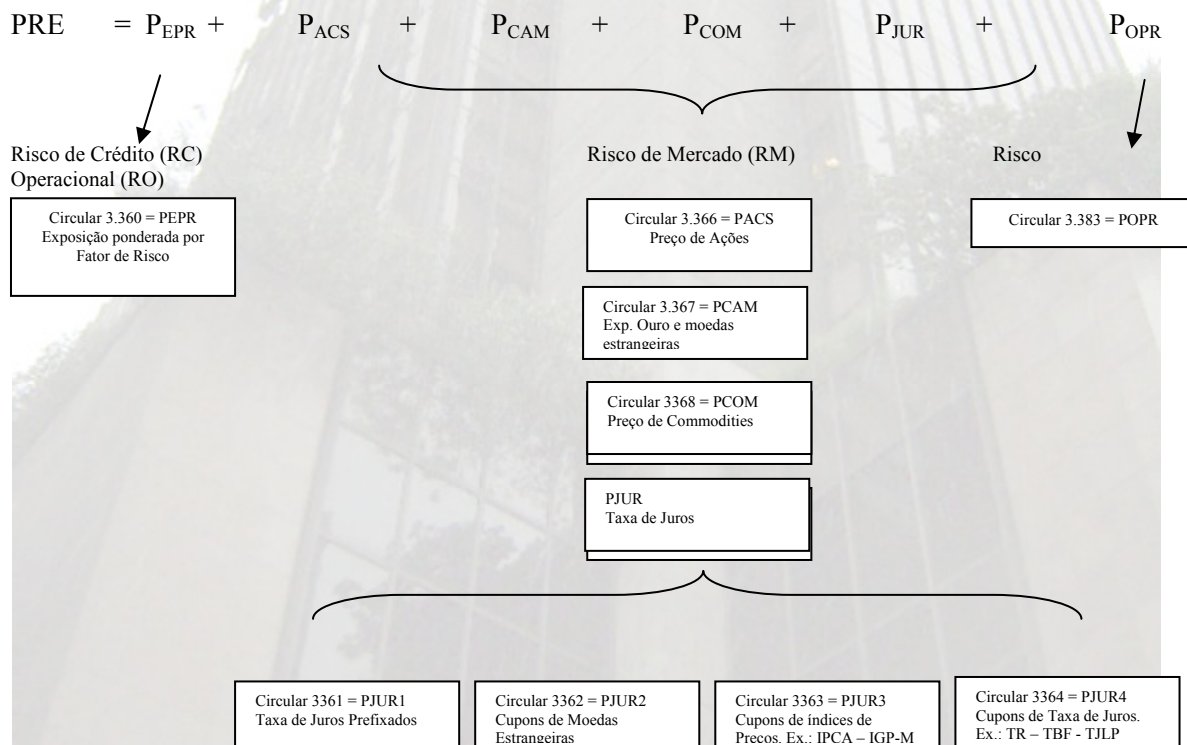 PRE = PEPR + PACS + PCAM + PCOM + PJUR + POPR
Risco de Crédito (RC) Risco de Mercado (RM) Risco
Operacional (RO)
Circular 3.360 = PEPR
Exposição ponderada por
Fator de Risco
Circular 3.366 = PACS
Preço de Ações
Circular 3.383 = POPR
Circular 3.367 = PCAM
Exp. Ouro e moedas
estrangeiras
Circular 3368 = PCOM
Preço de Commodities
PJUR
Taxa de Juros
Circular 3361 = PJUR1
Taxa de Juros Prefixados
Circular 3362 = PJUR2
Cupons de Moedas
Estrangeiras
Circular 3363 = PJUR3
Cupons de índices de
Preços. Ex.: IPCA – IGP-M
Circular 3364 = PJUR4
Cupons de Taxa de Juros.
Ex.: TR – TBF - TJLP